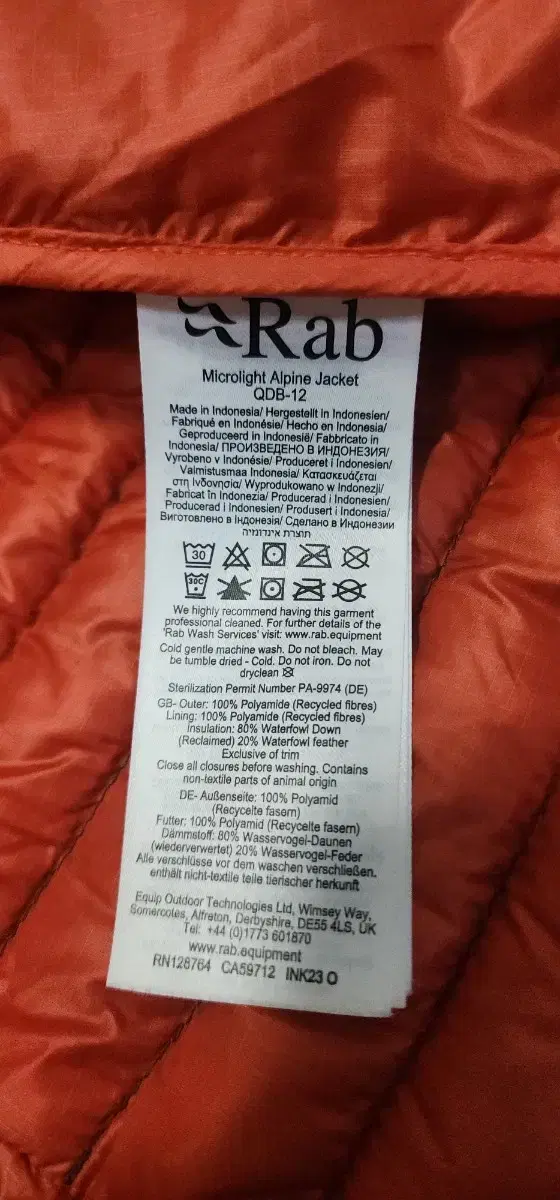 Rab
Microlight Alpine Jacket
QDB-12
Made in Indonesia/ Hergestellt in Indonesien/
Fabriqué en Indonésie/ Hecho en Indonesia/
Geproduceerd in Indonesië/ Fabbricato in
Indonesia/ ПРОИЗВЕДЕНО В ИНДОНЕЗИЯ/
Vyrobeno v Indonésie/ Produceret i Indonesien/
Valmistusmaa Indonesia/ Κατασκευάζεται
στη Ινδονησία/ Wyprodukowano w Indonezji/
Fabricat în Indonezia/ Producerad i Indonesien/
Producerad i Indonesien/ Produsert i Indonesia/
Виготовлено в Індонезія/ Сделано в Индонезии
תוצרת אינדונזיה
30
30C
We highly recommend having this garment
professional cleaned. For further details of the
'Rab Wash Services' visit: www.rab.equipment
Cold gentle machine wash. Do not bleach. May
be tumble dried - Cold. Do not iron. Do not
dryclean
Sterilization Permit Number PA-9974 (DE)
GB- Outer: 100% Polyamide (Recycled fibres)
Lining: 100% Polyamide (Recycled fibres)
Insulation: 80% Waterfowl Down
(Reclaimed) 20% Waterfowl feather
Exclusive of trim
Close all closures before washing. Contains
non-textile parts of animal origin
DE- Außenseite: 100% Polyamid
(Recycelte fasern)
Futter: 100% Polyamid (Recycelte fasern)
Dämmstoff: 80% Wasservogel-Daunen
(wiederverwertet) 20% Wasservogel-Feder
Alle verschlüsse vor dem waschen verschließen.
enthält nicht-textile teile tierischer herkunft
Equip Outdoor Technologies Ltd, Wimsey Way,
Somercotes, Alfreton, Derbyshire, DE55 4LS, UK
Tel: +44 (0)1773 601870
www.rab.equipment
RN128764 CA59712 INK23 O